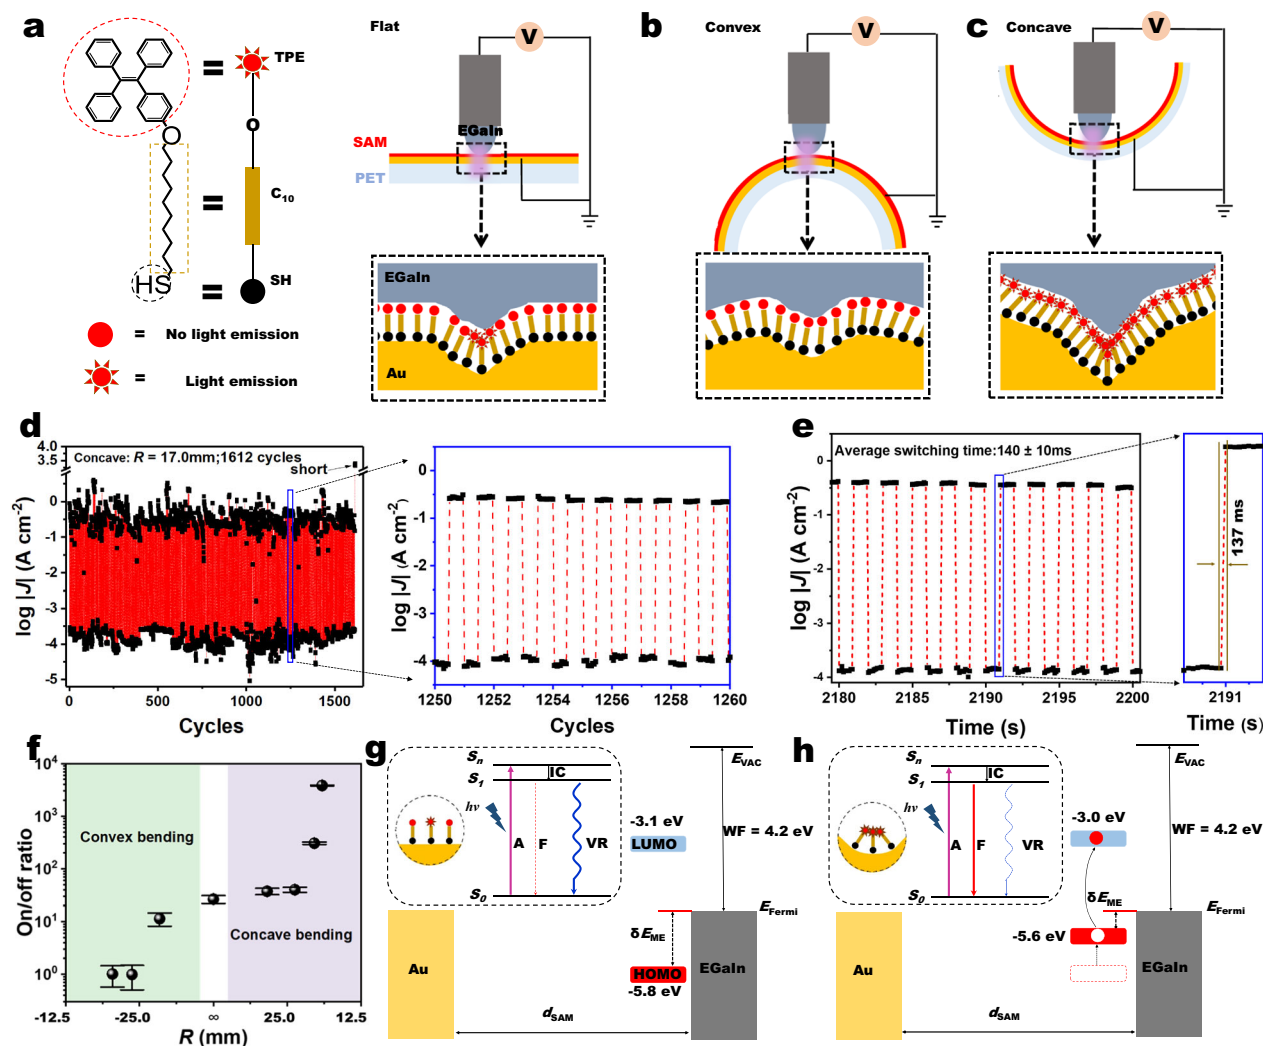 a
TPE
O
O
C10
HS
SH
= No light emission
= Light emission
Flat
V
EGaIn
SAM
PET
EGaIn
Au
b
Convex
V
c
Concave
V
d
Concave: R = 17.0mm;1612 cycles
short
4.0
3.5
0
-1
-2
-3
-4
-5
log |J| (A cm-2)
0 500 1000 1500
Cycles
0
-1
-2
-3
-4
log |J| (A cm-2)
1250 1252 1254 1256 1258 1260
Cycles
e
Average switching time:140 ± 10ms
0
-1
-2
-3
-4
log |J| (A cm-2)
2180 2185 2190 2195 2200
Time (s)
137 ms
2191
Time (s)
f
Convex bending
Concave bending
10^4
10^3
10^2
10^1
10^0
On/off ratio
-12.5 -25.0 ∞ 25.0 12.5
R (mm)
g
Sn
S1
IC
hν
A
F
VR
S0
-3.1 eV
LUMO
EVAC
WF = 4.2 eV
EFermi
δEME
HOMO
-5.8 eV
Au
EGaIn
dSAM
h
Sn
S1
IC
hν
A
F
VR
S0
-3.0 eV
EVAC
WF = 4.2 eV
δEME
EFermi
-5.6 eV
Au
EGaIn
dSAM